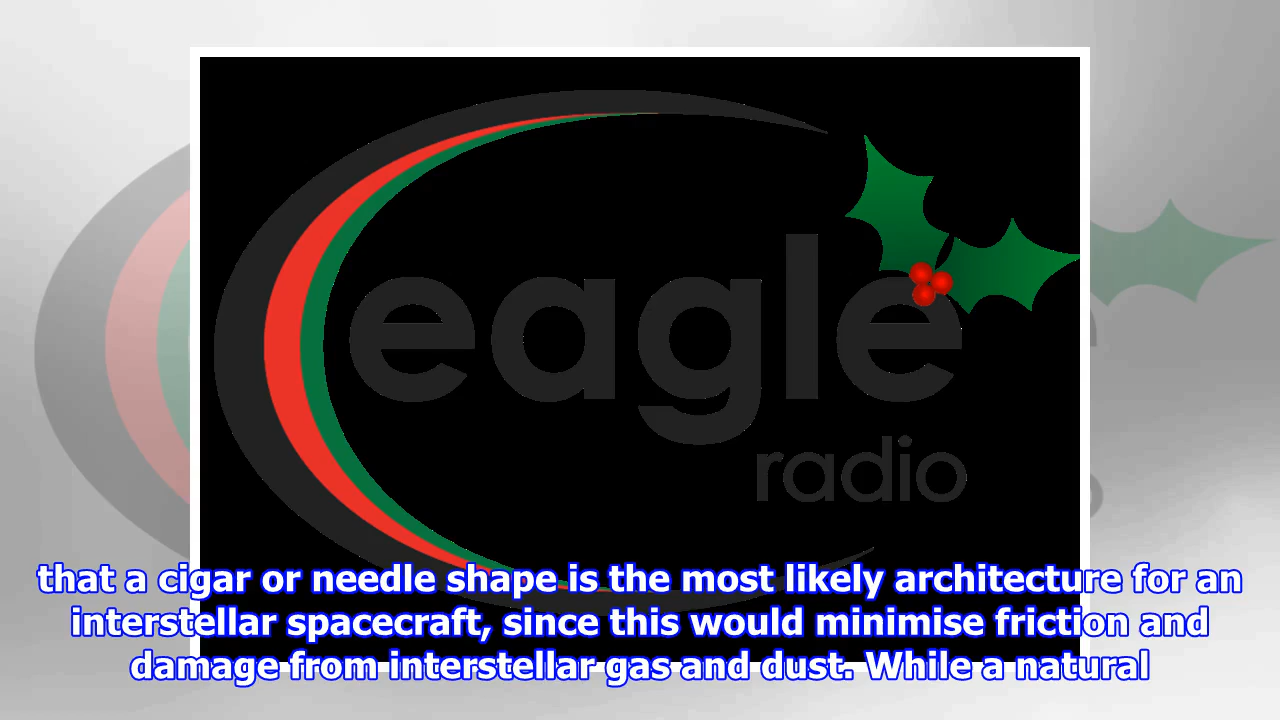 eagle
radio
that a cigar or needle shape is the most likely architecture for an
interstellar spacecraft, since this would minimise friction and
damage from interstellar gas and dust. While a natural